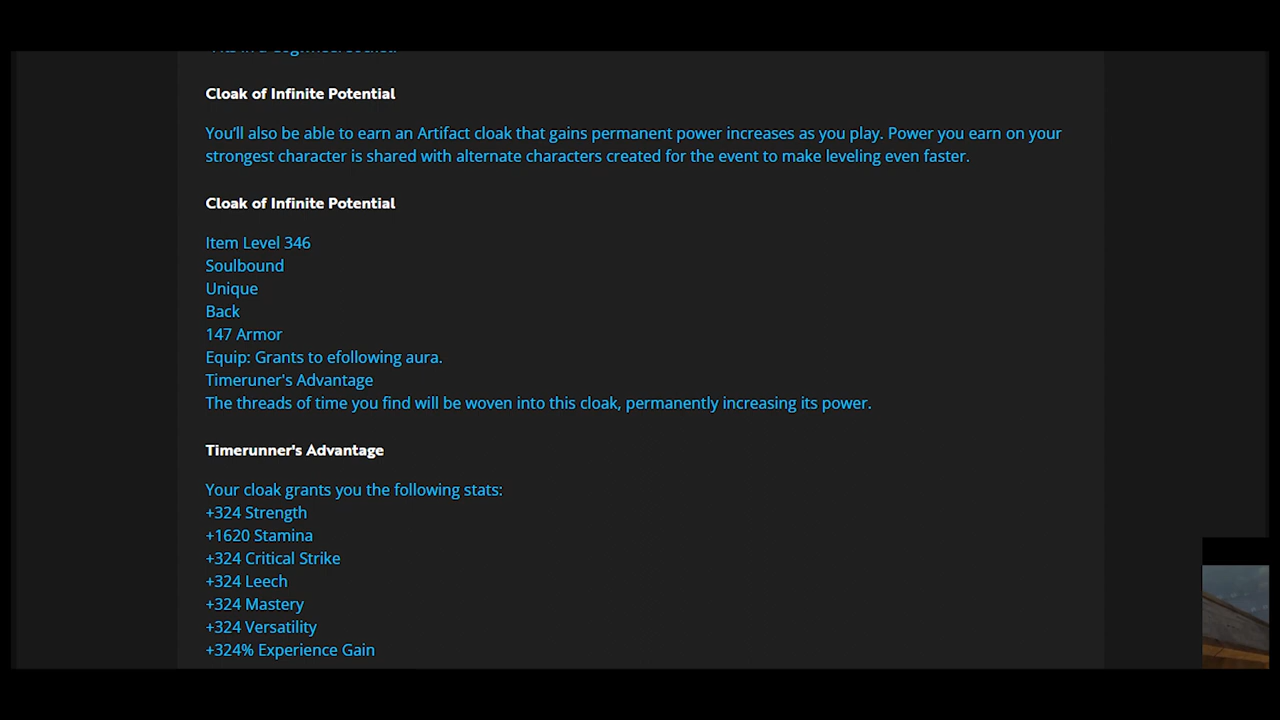 Cloak of Infinite Potential
You'll also be able to earn an Artifact cloak that gains permanent power increases as you play. Power you earn on your
strongest character is shared with alternate characters created for the event to make leveling even faster.
Cloak of Infinite Potential
Item Level 346
Soulbound
Unique
Back
147 Armor
Equip: Grants to efollowing aura.
Timeruner's Advantage
The threads of time you find will be woven into this cloak, permanently increasing its power.
Timerunner's Advantage
Your cloak grants you the following stats:
+324 Strength
+1620 Stamina
+324 Critical Strike
+324 Leech
+324 Mastery
+324 Versatility
+324% Experience Gain